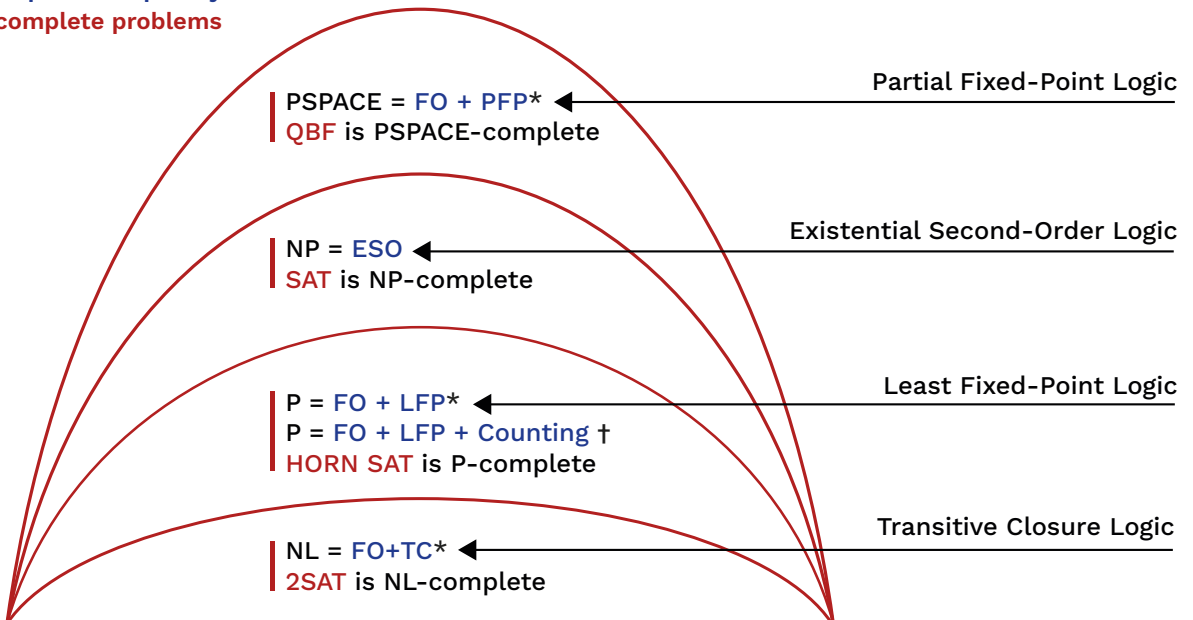 complete problems
Partial Fixed-Point Logic
PSPACE = FO + PFP*
QBF is PSPACE-complete
Existential Second-Order Logic
NP = ESO
SAT is NP-complete
Least Fixed-Point Logic
P = FO + LFP*
P = FO + LFP + Counting †
HORN SAT is P-complete
Transitive Closure Logic
NL = FO+TC*
2SAT is NL-complete